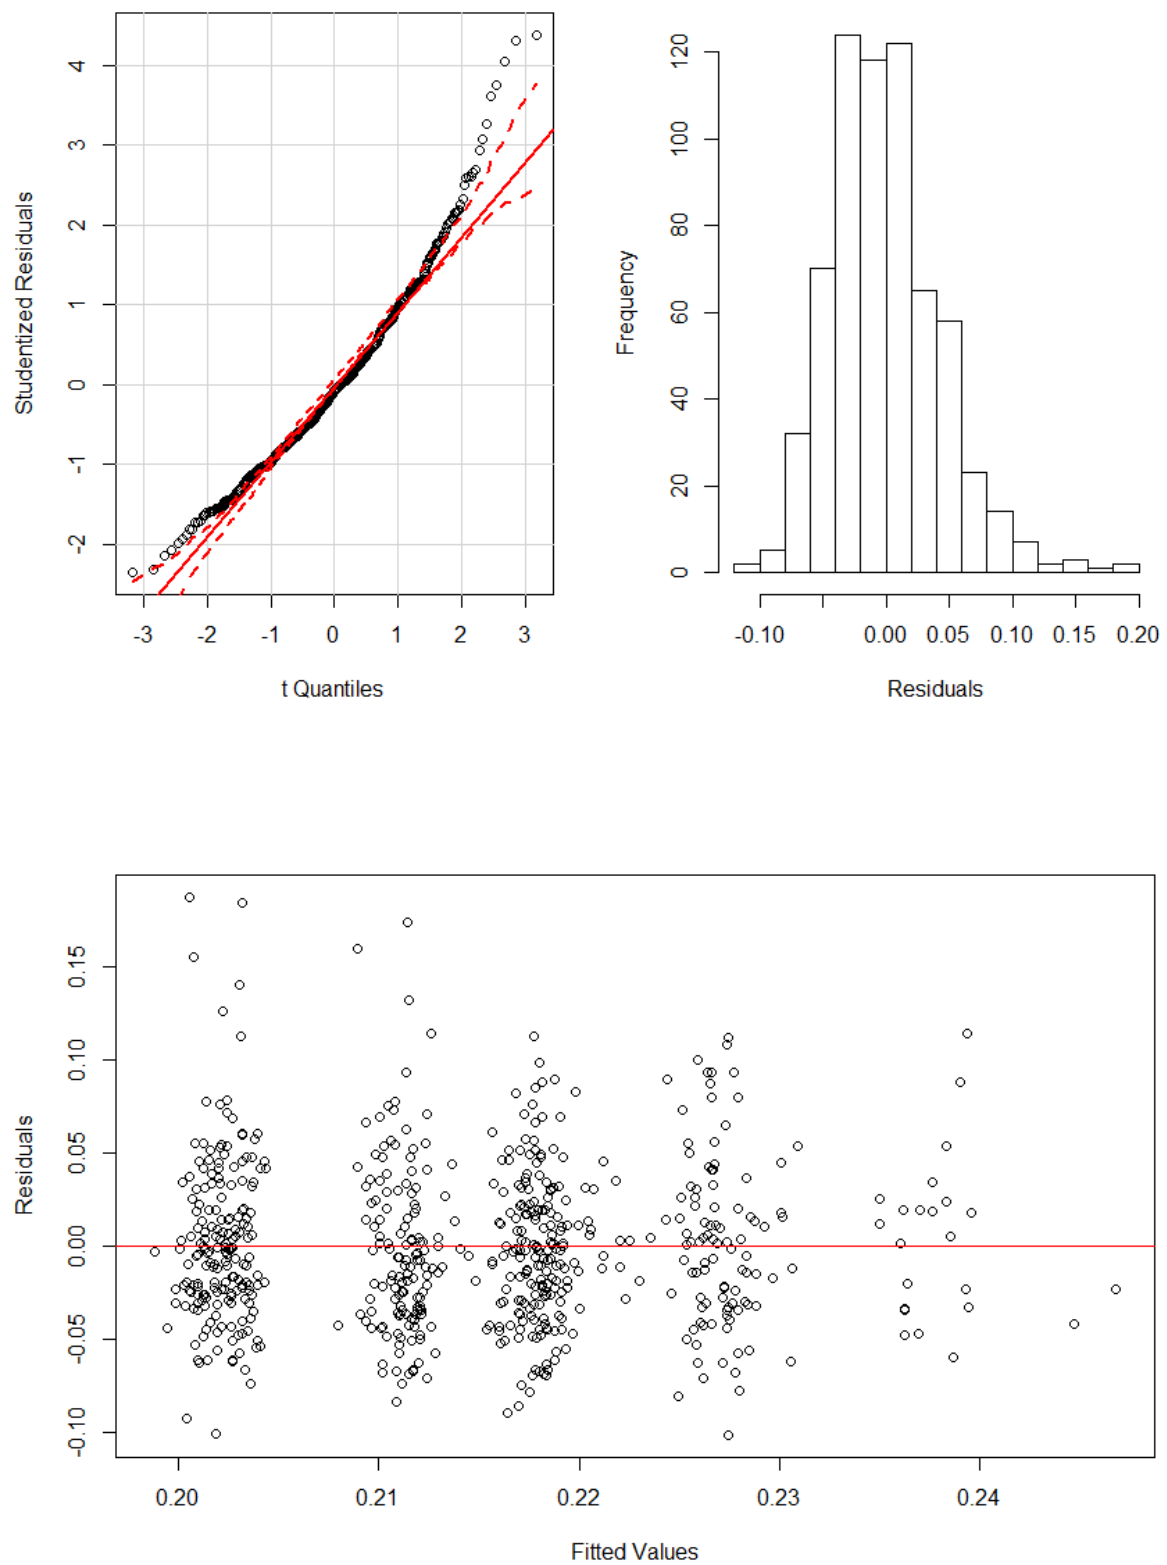 Studentized Residuals
4
3
2
1
0
-1
-2
-3 -2 -1 0 1 2 3
t Quantiles
Frequency
120
100
80
60
40
20
0
-0.10 0.00 0.05 0.10 0.15 0.20
Residuals
Residuals
0.15
0.10
0.05
0.00
-0.05
-0.10
0.20 0.21 0.22 0.23 0.24
Fitted Values